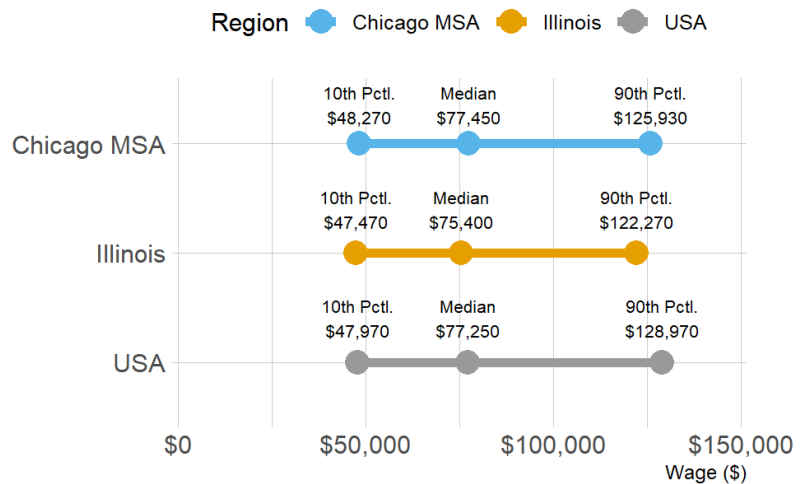 Region Chicago MSA Illinois USA
10th Pctl. Median 90th Pctl.
$48,270 $77,450 $125,930
Chicago MSA
10th Pctl. Median 90th Pctl.
$47,470 $75,400 $122,270
Illinois
10th Pctl. Median 90th Pctl.
$47,970 $77,250 $128,970
USA
$0 $50,000 $100,000 $150,000
Wage ($)